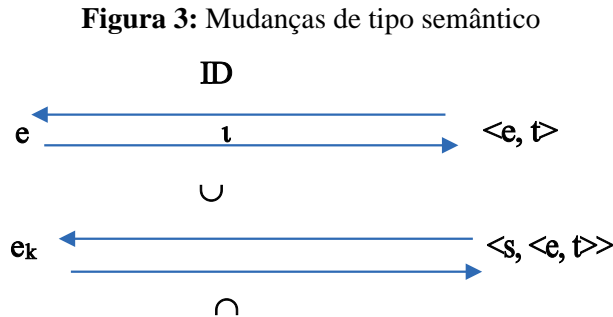 Figura 3: Mudanças de tipo semântico
ID
e ι <e, t>
∪
eₖ <s, <e, t>>
∩